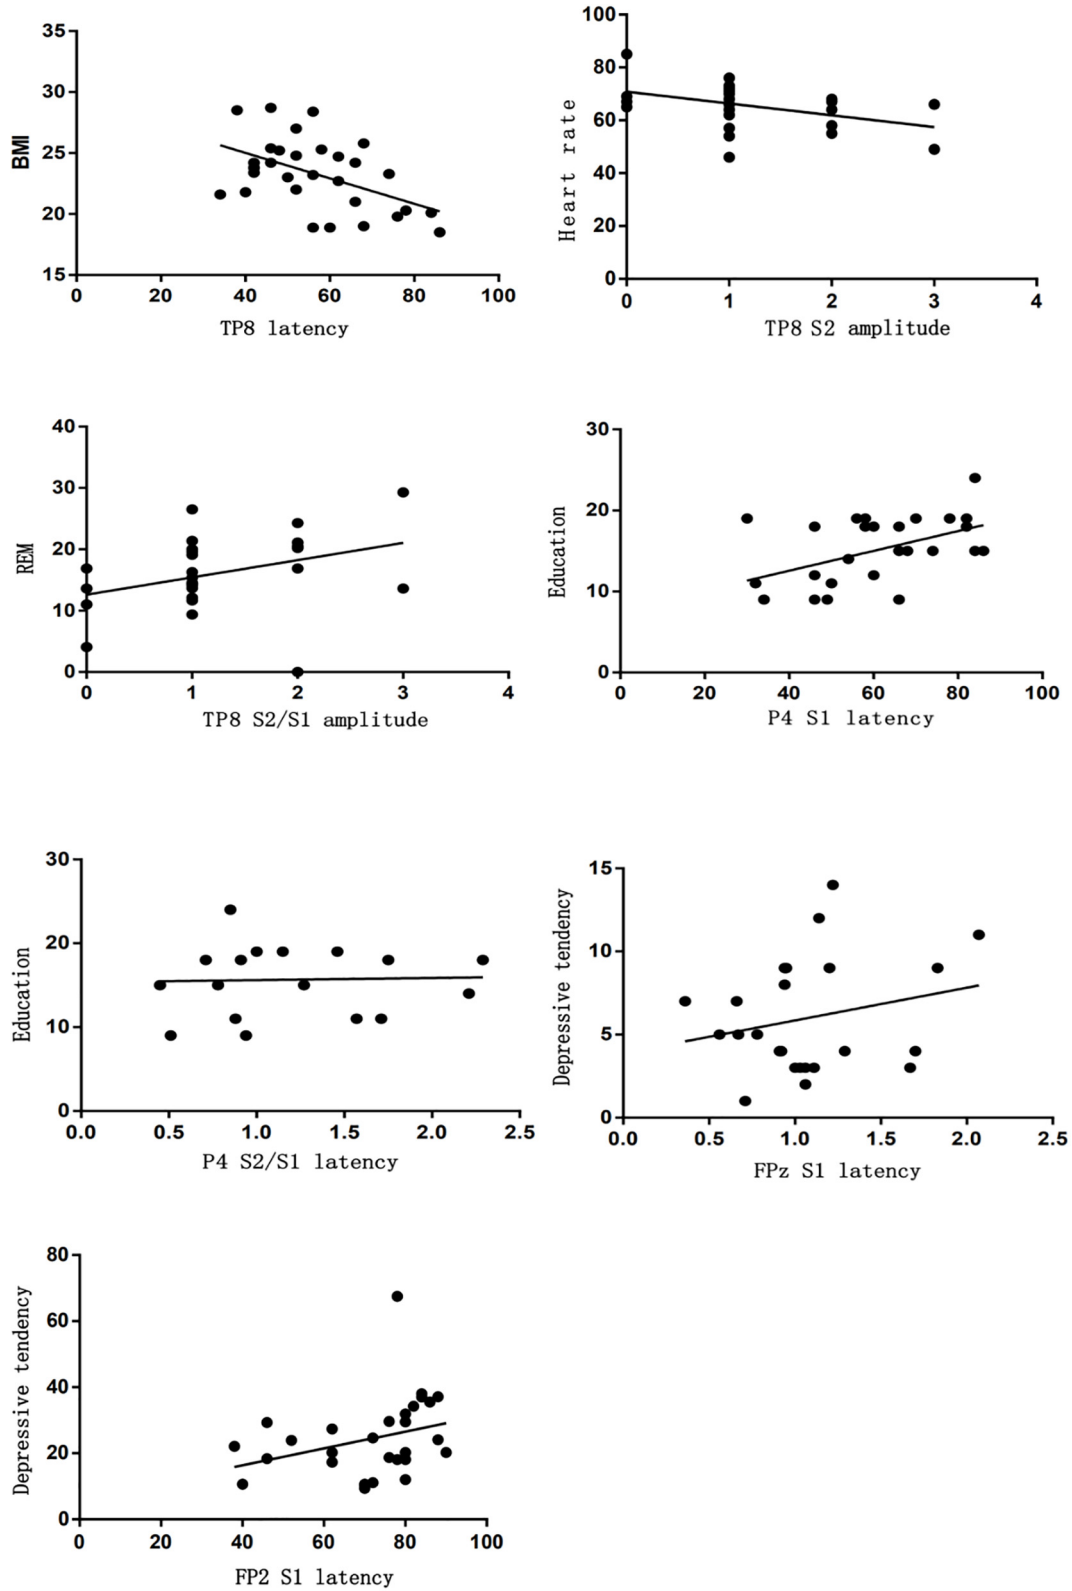 35
30
25
20
15
BMI
0 20 40 60 80 100
TP8 latency
100
80
60
40
20
0
Heart rate
0 1 2 3 4
TP8 S2 amplitude
40
30
20
10
0
REM
0 1 2 3 4
TP8 S2/S1 amplitude
30
20
10
0
Education
0 20 40 60 80 100
P4 S1 latency
30
20
10
0
Education
0.0 0.5 1.0 1.5 2.0 2.5
P4 S2/S1 latency
15
10
5
0
Depressive tendency
0.0 0.5 1.0 1.5 2.0 2.5
FPz S1 latency
80
60
40
20
0
Depressive tendency
0 20 40 60 80 100
FP2 S1 latency